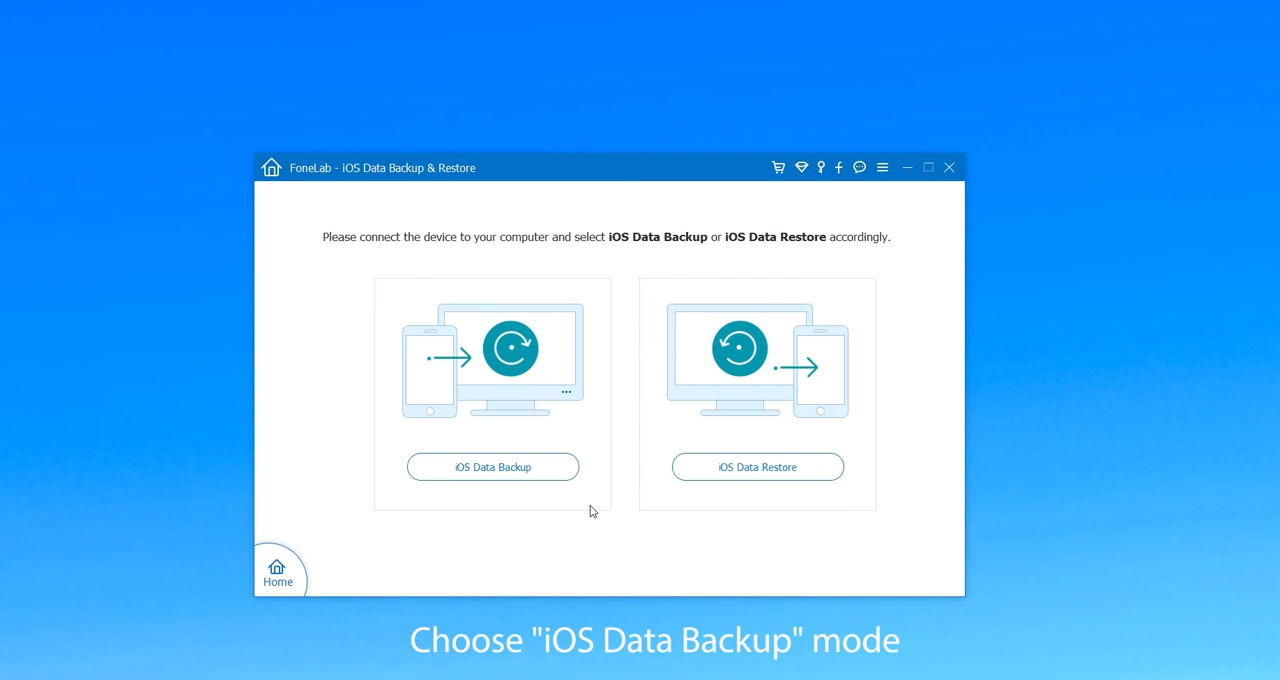 FoneLab - iOS Data Backup & Restore
Please connect the device to your computer and select iOS Data Backup or iOS Data Restore accordingly.
iOS Data Backup
iOS Data Restore
Home
Choose "iOS Data Backup" mode